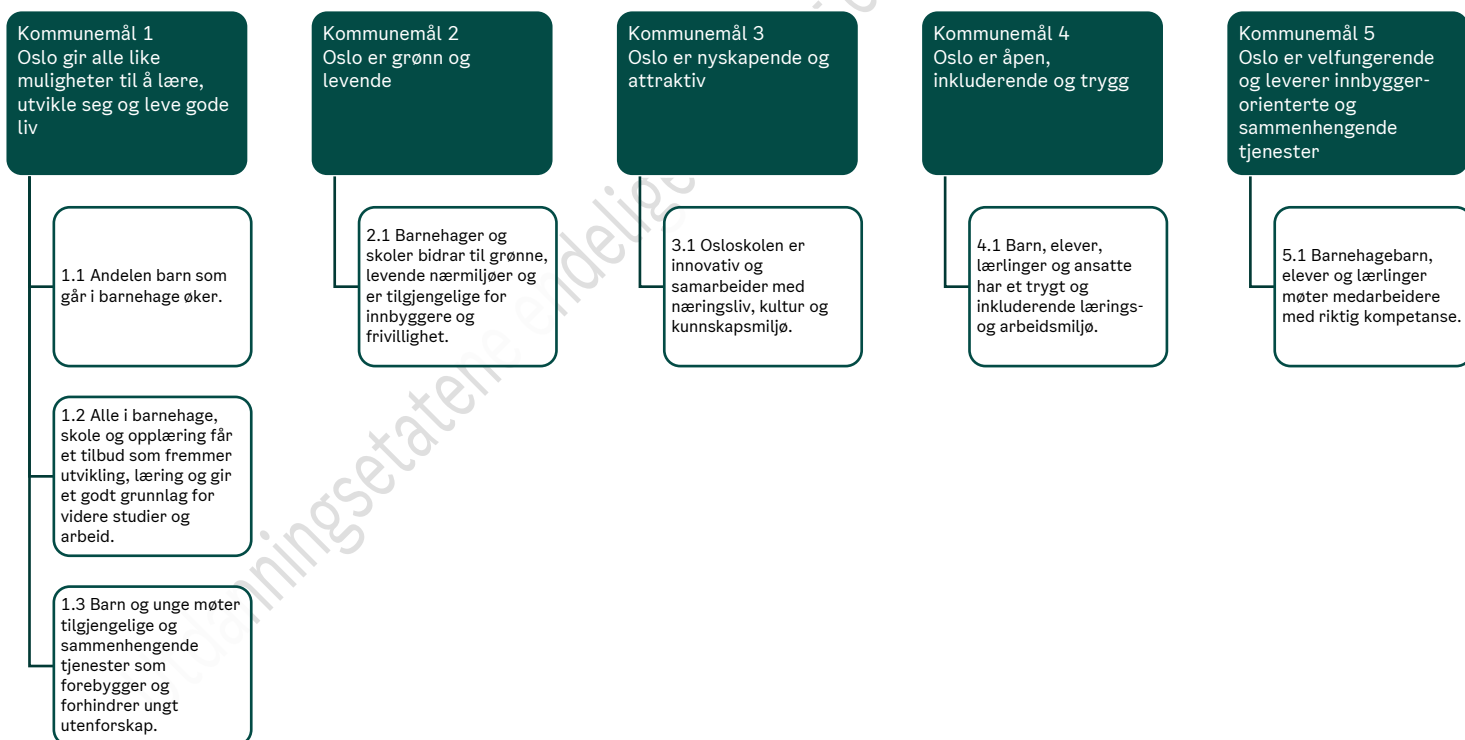 Kommunemål 1
Oslo gir alle like
muligheter til å lære,
utvikle seg og leve gode
liv
Kommunemål 2
Oslo er grønn og
levende
Kommunemål 3
Oslo er nyskapende og
attraktiv
Kommunemål 4
Oslo er åpen,
inkluderende og trygg
Kommunemål 5
Oslo er velfungerende
og leverer innbygger-
orienterte og
sammenhengende
tjenester
1.1 Andelen barn som
går i barnehage øker.
2.1 Barnehager og
skoler bidrar til grønne,
levende nærmiljøer og
er tilgjengelige for
innbyggere og
frivillighet.
3.1 Osloskolen er
innovativ og
samarbeider med
næringsliv, kultur og
kunnskapsmiljø.
4.1 Barn, elever,
lærlinger og ansatte
har et trygt og
inkluderende lærings-
og arbeidsmiljø.
5.1 Barnehagebarn,
elever og lærlinger
møter medarbeidere
med riktig kompetanse.
1.2 Alle i barnehage,
skole og opplæring får
et tilbud som fremmer
utvikling, læring og gir
et godt grunnlag for
videre studier og
arbeid.
1.3 Barn og unge møter
tilgjengelige og
sammenhengende
tjenester som
forebygger og
forhindrer ungt
utenforskap.